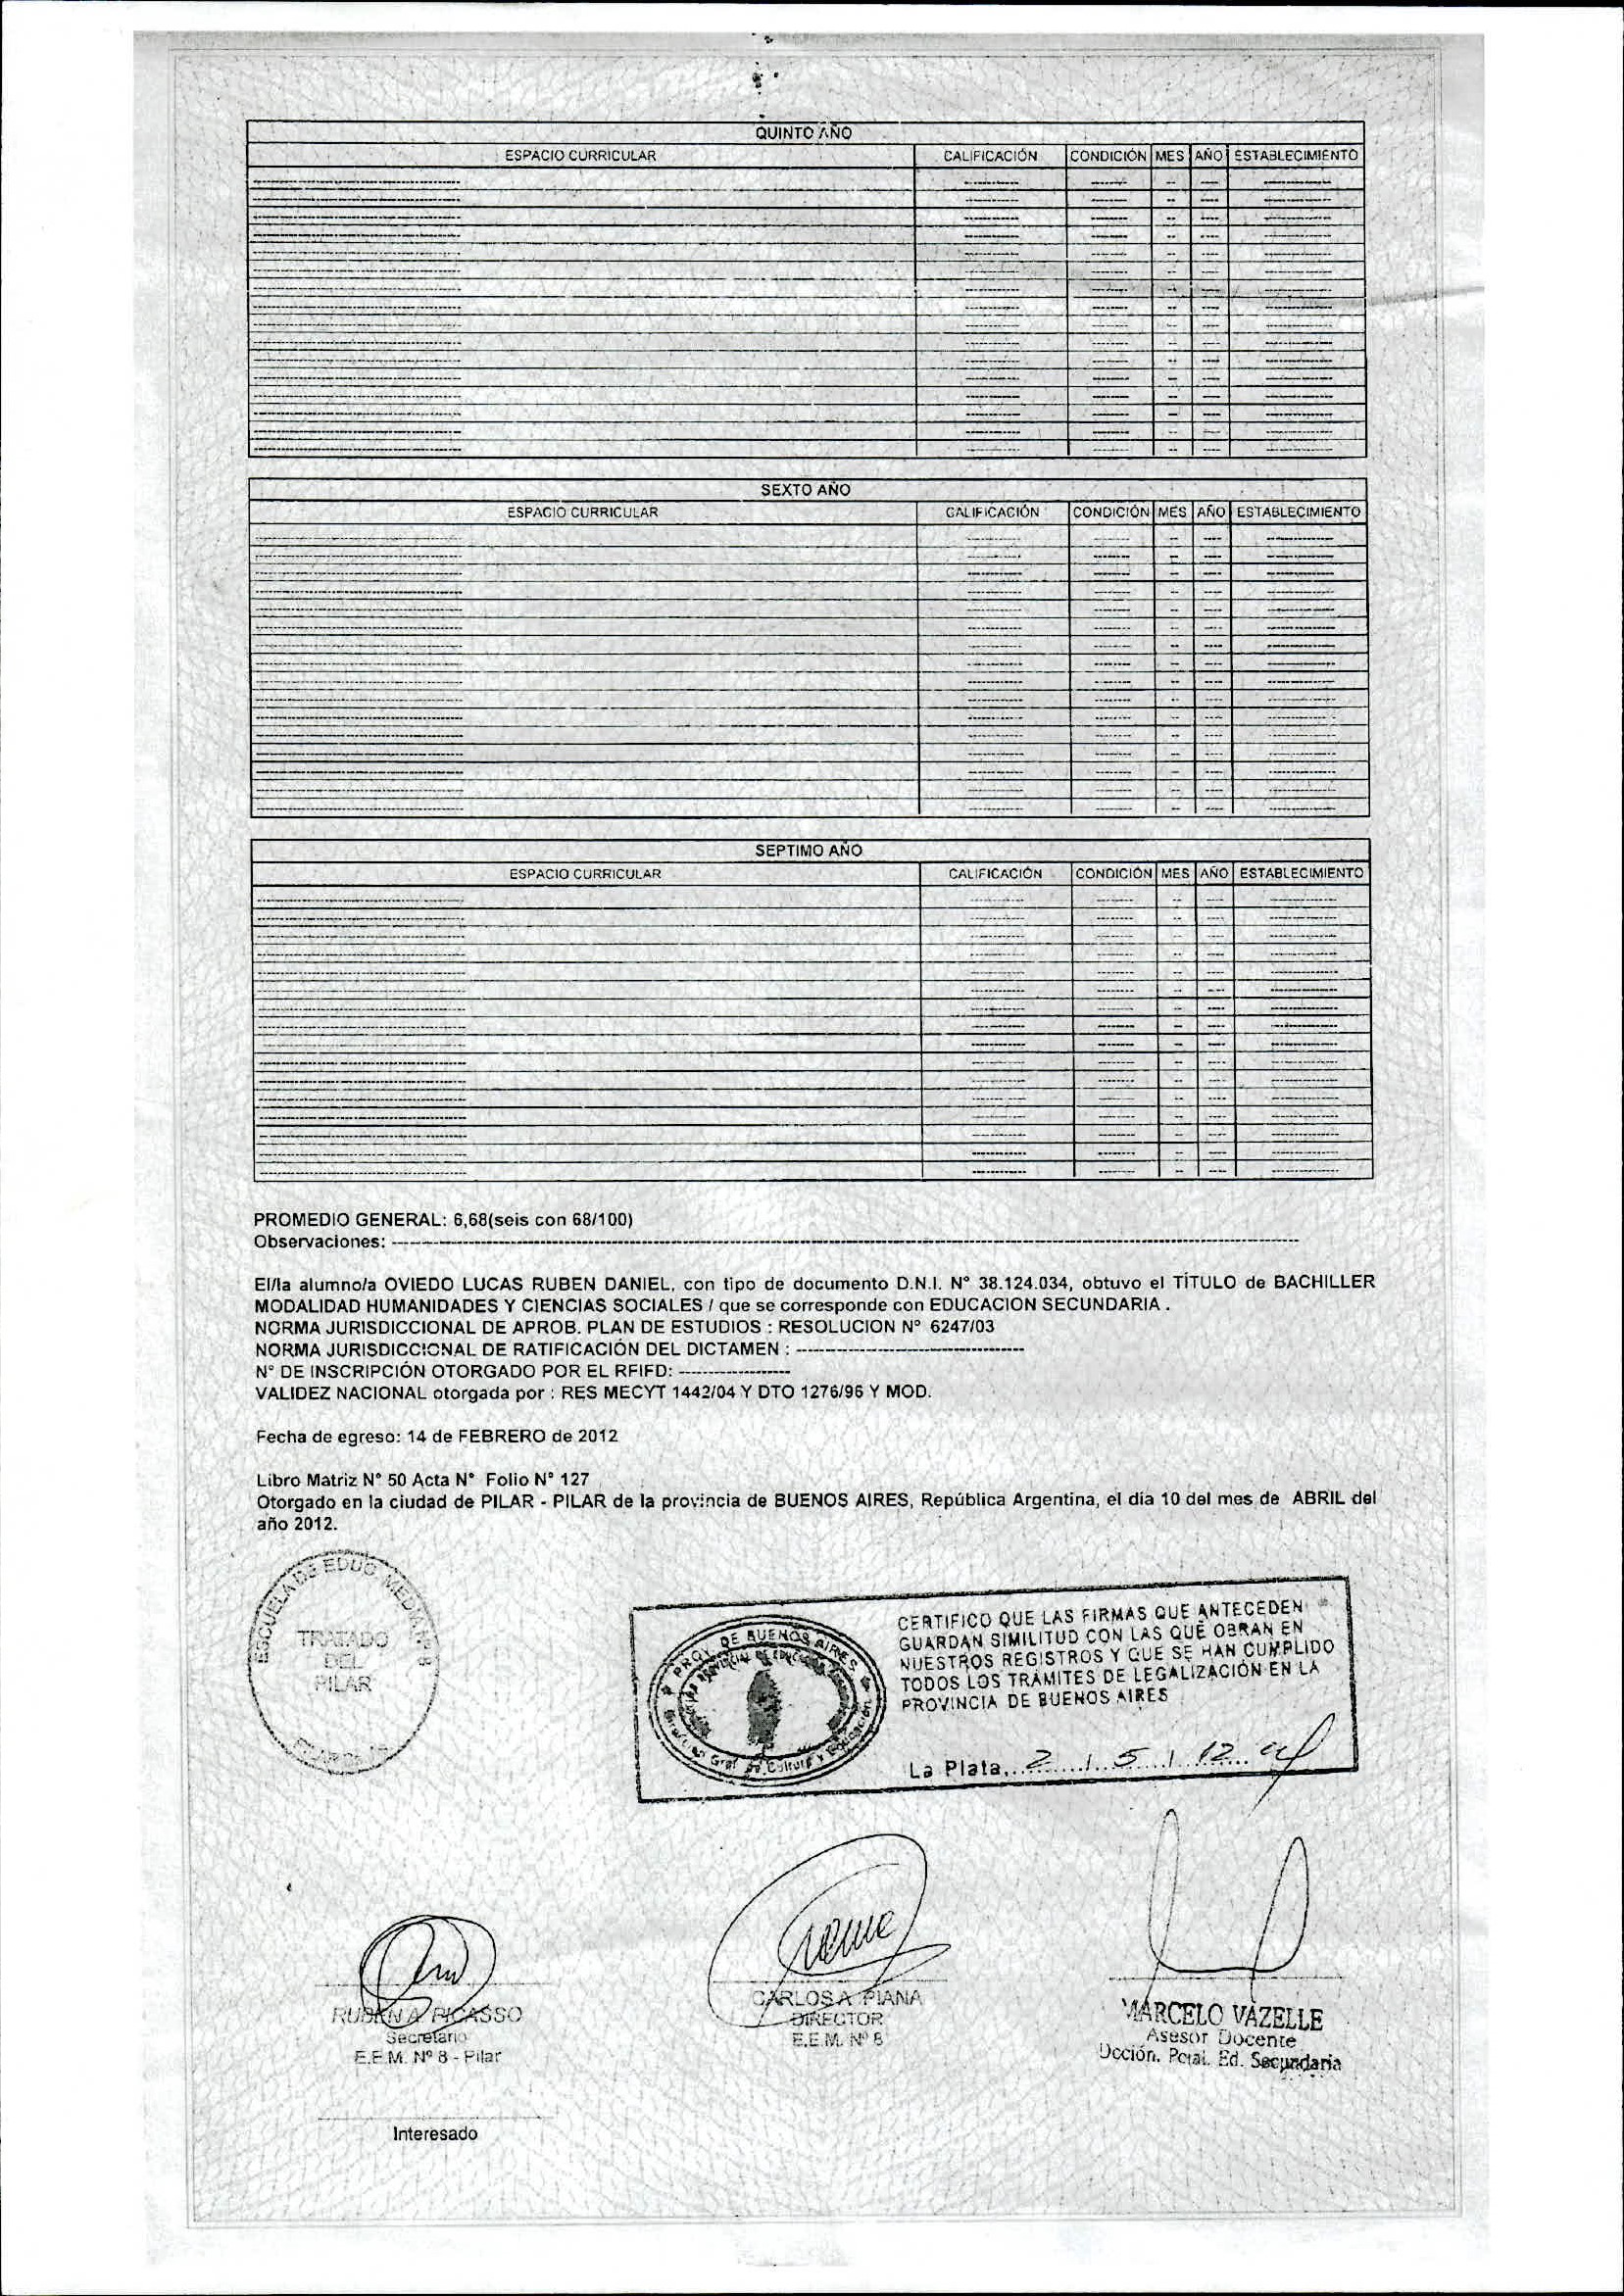 QUINTO AÑO
ESPACIO CURRICULAR CALIFICACIÓN CONDICIÓN MES AÑO ESTABLECIMIENTO
SEXTO AÑO
ESPACIO CURRICULAR CALIFICACIÓN CONDICIÓN MES AÑO ESTABLECIMIENTO
SEPTIMO AÑO
ESPACIO CURRICULAR CALIFICACIÓN CONDICIÓN MES AÑO ESTABLECIMIENTO
PROMEDIO GENERAL: 6,68(seis con 68/100)
Observaciones: ------------------------------------------------------------
El/la alumno/a OVIEDO LUCAS RUBEN DANIEL, con tipo de documento D.N.I. N° 38.124.034, obtuvo el TÍTULO de BACHILLER
MODALIDAD HUMANIDADES Y CIENCIAS SOCIALES / que se corresponde con EDUCACION SECUNDARIA .
NORMA JURISDICCIONAL DE APROB. PLAN DE ESTUDIOS : RESOLUCION N° 6247/03
NORMA JURISDICCIONAL DE RATIFICACIÓN DEL DICTAMEN : ------------------------------
N° DE INSCRIPCIÓN OTORGADO POR EL RFIFD: -------------------
VALIDEZ NACIONAL otorgada por : RES MECYT 1442/04 Y DTO 1276/96 Y MOD.
Fecha de egreso: 14 de FEBRERO de 2012
Libro Matriz N° 50 Acta N° Folio N° 127
Otorgado en la ciudad de PILAR - PILAR de la provincia de BUENOS AIRES, República Argentina, el día 10 del mes de ABRIL del
año 2012.
ESCUELA DE EDUC. MEDIA N° 8
TRATADO
DEL
PILAR
PROV. DE BUENOS AIRES
Dirección Gral. de Cultura y Educación
CERTIFICO QUE LAS FIRMAS QUE ANTECEDEN
GUARDAN SIMILITUD CON LAS QUE OBRAN EN
NUESTROS REGISTROS Y QUE SE HAN CUMPLIDO
TODOS LOS TRÁMITES DE LEGALIZACIÓN EN LA
PROVINCIA DE BUENOS AIRES
La Plata, 2 / 5 / 12
RUBEN A. PICASSO
Secretario
E.E.M. Nº 8 - Pilar
CARLOS A. PIANA
DIRECTOR
E.E.M. Nº 8
MARCELO VAZELLE
Asesor Docente
Dcción. Pcial. Ed. Secundaria
Interesado